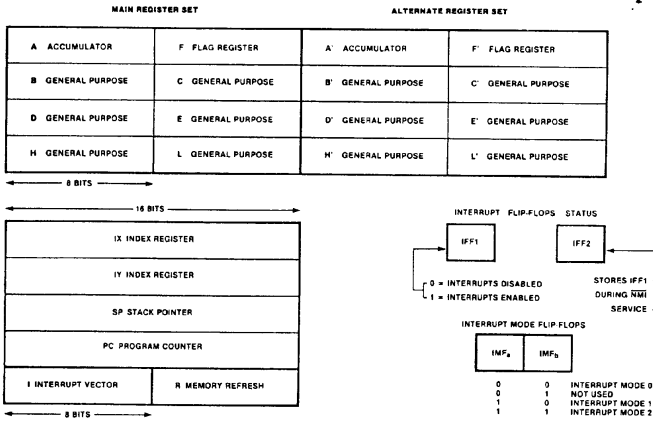 MAIN REGISTER SET
ALTERNATE REGISTER SET
A ACCUMULATOR F FLAG REGISTER A' ACCUMULATOR F' FLAG REGISTER
B GENERAL PURPOSE C GENERAL PURPOSE B' GENERAL PURPOSE C' GENERAL PURPOSE
D GENERAL PURPOSE E GENERAL PURPOSE D' GENERAL PURPOSE E' GENERAL PURPOSE
H GENERAL PURPOSE L GENERAL PURPOSE H' GENERAL PURPOSE L' GENERAL PURPOSE
8 BITS
16 BITS
IX INDEX REGISTER
IY INDEX REGISTER
SP STACK POINTER
PC PROGRAM COUNTER
I INTERRUPT VECTOR R MEMORY REFRESH
8 BITS
INTERRUPT FLIP-FLOPS STATUS
IFF1 IFF2
0 = INTERRUPTS DISABLED
1 = INTERRUPTS ENABLED
STORES IFF1
DURING NMI
SERVICE
INTERRUPT MODE FLIP-FLOPS
IMFa IMFb
0 0 INTERRUPT MODE 0
0 1 NOT USED
1 0 INTERRUPT MODE 1
1 1 INTERRUPT MODE 2